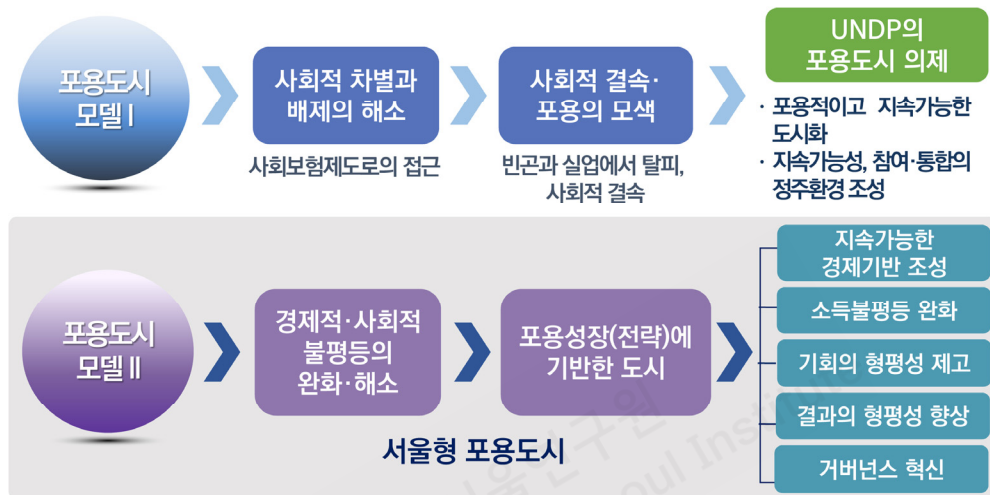 포용도시
모델 I
사회적 차별과
배제의 해소
사회보험제도로의 접근
사회적 결속·
포용의 모색
빈곤과 실업에서 탈피,
사회적 결속
UNDP의
포용도시 의제
· 포용적이고 지속가능한
도시화
· 지속가능성, 참여·통합의
정주환경 조성
포용도시
모델 II
경제적·사회적
불평등의
완화·해소
포용성장(전략)에
기반한 도시
지속가능한
경제기반 조성
소득불평등 완화
기회의 형평성 제고
결과의 형평성 향상
거버넌스 혁신
서울형 포용도시